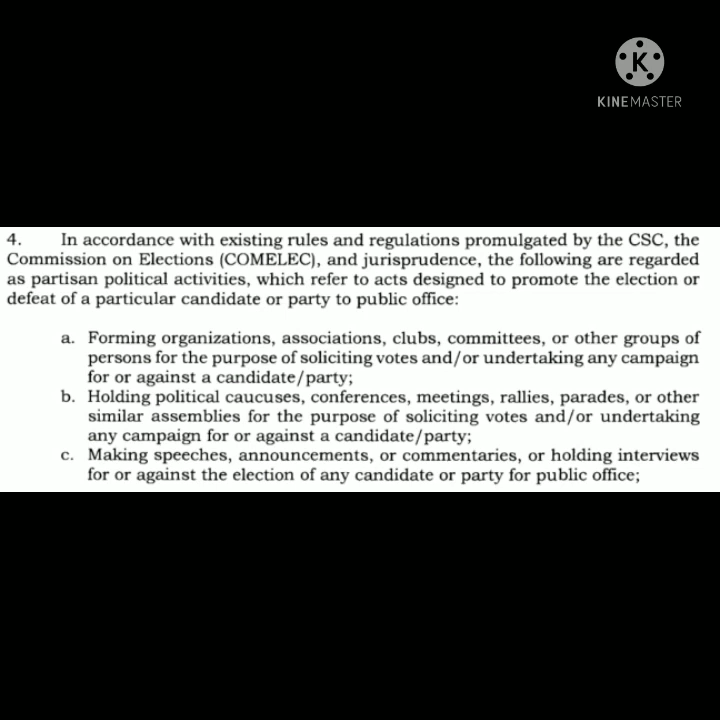 KINEMASTER
4. In accordance with existing rules and regulations promulgated by the CSC, the
Commission on Elections (COMELEC), and jurisprudence, the following are regarded
as partisan political activities, which refer to acts designed to promote the election or
defeat of a particular candidate or party to public office:
a. Forming organizations, associations, clubs, committees, or other groups of
persons for the purpose of soliciting votes and/or undertaking any campaign
for or against a candidate/party;
b. Holding political caucuses, conferences, meetings, rallies, parades, or other
similar assemblies for the purpose of soliciting votes and/or undertaking
any campaign for or against a candidate/party;
c. Making speeches, announcements, or commentaries, or holding interviews
for or against the election of any candidate or party for public office;